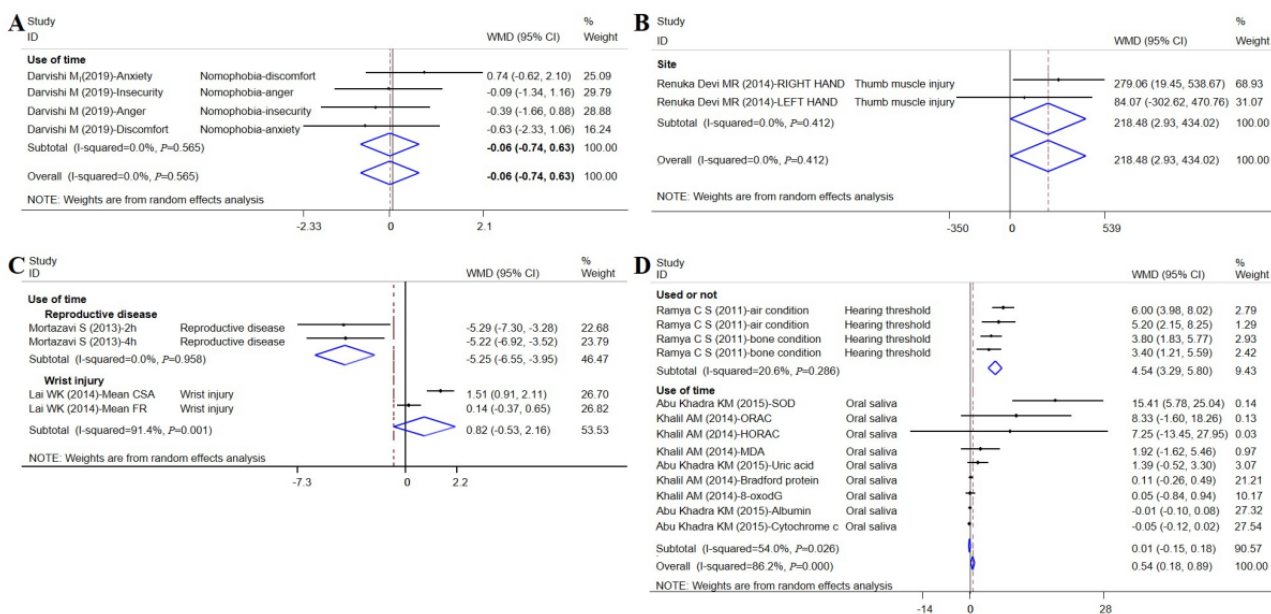 A
Study
ID
WMD (95% CI)
%
Weight
Use of time
Darvishi M (2019)-Anxiety Nomophobia-discomfort 0.74 (-0.62, 2.10) 25.09
Darvishi M (2019)-Insecurity Nomophobia-anger -0.09 (-1.34, 1.16) 29.79
Darvishi M (2019)-Anger Nomophobia-insecurity -0.39 (-1.66, 0.88) 28.88
Darvishi M (2019)-Discomfort Nomophobia-anxiety -0.63 (-2.33, 1.06) 16.24
Subtotal (I-squared=0.0%, P=0.565) -0.06 (-0.74, 0.63) 100.00
Overall (I-squared=0.0%, P=0.565) -0.06 (-0.74, 0.63) 100.00
NOTE: Weights are from random effects analysis
-2.33 0 2.1
B
Study
ID
WMD (95% CI)
%
Weight
Site
Renuka Devi MR (2014)-RIGHT HAND Thumb muscle injury 279.06 (19.45, 538.67) 68.93
Renuka Devi MR (2014)-LEFT HAND Thumb muscle injury 84.07 (-302.62, 470.76) 31.07
Subtotal (I-squared=0.0%, P=0.412) 218.48 (2.93, 434.02) 100.00
Overall (I-squared=0.0%, P=0.412) 218.48 (2.93, 434.02) 100.00
NOTE: Weights are from random effects analysis
-350 0 539
C
Study
ID
WMD (95% CI)
%
Weight
Use of time
Reproductive disease
Mortazavi S (2013)-2h Reproductive disease -5.29 (-7.30, -3.28) 22.68
Mortazavi S (2013)-4h Reproductive disease -5.22 (-6.92, -3.52) 23.79
Subtotal (I-squared=0.0%, P=0.958) -5.25 (-6.55, -3.95) 46.47
Wrist injury
Lai WK (2014)-Mean CSA Wrist injury 1.51 (0.91, 2.11) 26.70
Lai WK (2014)-Mean FR Wrist injury 0.14 (-0.37, 0.65) 26.82
Subtotal (I-squared=91.4%, P=0.001) 0.82 (-0.53, 2.16) 53.53
NOTE: Weights are from random effects analysis
-7.3 0 2.2
D
Study
ID
WMD (95% CI)
%
Weight
Used or not
Ramya C S (2011)-air condition Hearing threshold 6.00 (3.98, 8.02) 2.79
Ramya C S (2011)-air condition Hearing threshold 5.20 (2.15, 8.25) 1.29
Ramya C S (2011)-bone condition Hearing threshold 3.80 (1.83, 5.77) 2.93
Ramya C S (2011)-bone condition Hearing threshold 3.40 (1.21, 5.59) 2.42
Subtotal (I-squared=20.6%, P=0.286) 4.54 (3.29, 5.80) 9.43
Use of time
Abu Khadra KM (2015)-SOD Oral saliva 15.41 (5.78, 25.04) 0.14
Khalil AM (2014)-ORAC Oral saliva 8.33 (-1.60, 18.26) 0.13
Khalil AM (2014)-HORAC Oral saliva 7.25 (-13.45, 27.95) 0.03
Khalil AM (2014)-MDA Oral saliva 1.92 (-1.62, 5.46) 0.97
Abu Khadra KM (2015)-Uric acid Oral saliva 1.39 (-0.52, 3.30) 3.07
Khalil AM (2014)-Bradford protein Oral saliva 0.11 (-0.26, 0.49) 21.21
Khalil AM (2014)-8-oxodG Oral saliva 0.05 (-0.84, 0.94) 10.17
Abu Khadra KM (2015)-Albumin Oral saliva -0.01 (-0.10, 0.08) 27.32
Abu Khadra KM (2015)-Cytochrome c Oral saliva -0.05 (-0.12, 0.02) 27.54
Subtotal (I-squared=54.0%, P=0.026) 0.01 (-0.15, 0.18) 90.57
Overall (I-squared=86.2%, P=0.000) 0.54 (0.18, 0.89) 100.00
NOTE: Weights are from random effects analysis
-14 0 28